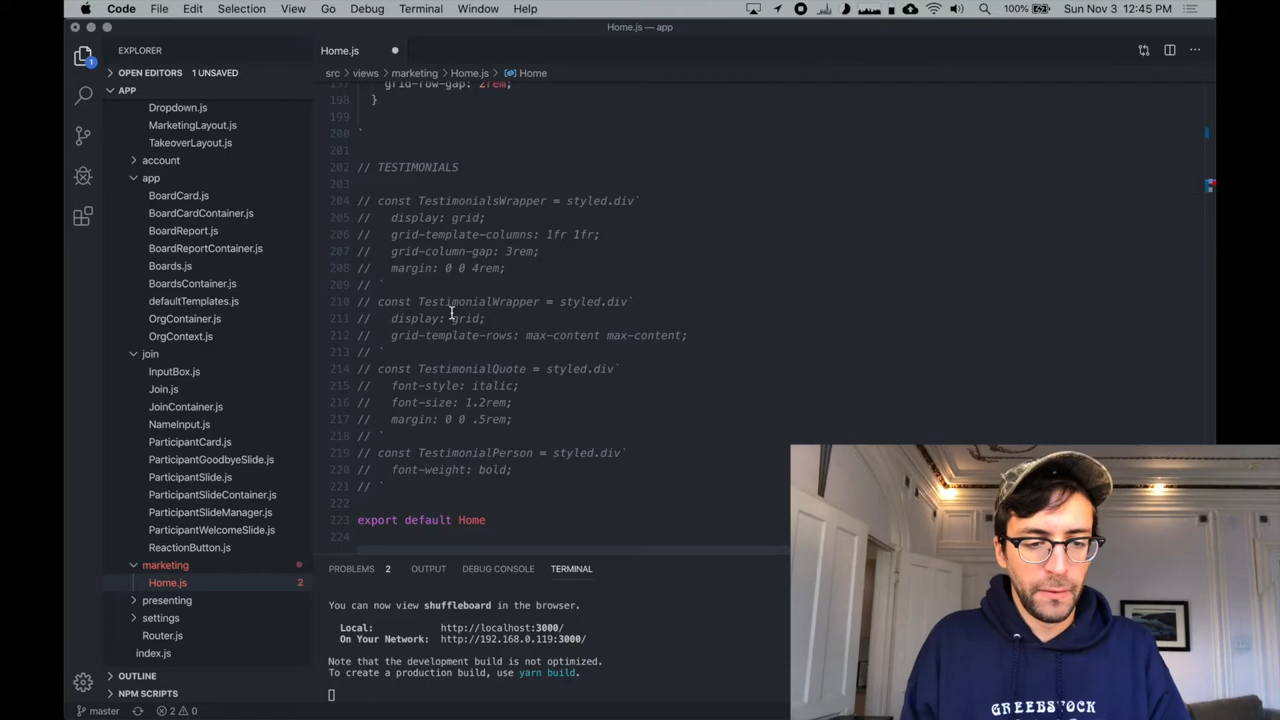 Code File Edit Selection View Go Debug Terminal Window Help 100% Sun Nov 3 12:45 PM
Home.js — app
EXPLORER
OPEN EDITORS 1 UNSAVED
APP
Dropdown.js
MarketingLayout.js
TakeoverLayout.js
account
app
BoardCard.js
BoardCardContainer.js
BoardReport.js
BoardReportContainer.js
Boards.js
BoardsContainer.js
defaultTemplates.js
OrgContainer.js
OrgContext.js
join
InputBox.js
Join.js
JoinContainer.js
NameInput.js
ParticipantCard.js
ParticipantGoodbyeSlide.js
ParticipantSlide.js
ParticipantSlideContainer.js
ParticipantSlideManager.js
ParticipantWelcomeSlide.js
ReactionButton.js
marketing
Home.js 2
presenting
settings
Router.js
index.js
OUTLINE
NPM SCRIPTS
master 2 0
1
Home.js
src › views › marketing › Home.js › Home
197 grid-row-gap: 2rem;
198 }
199
200 `
201
202 // TESTIMONIALS
203
204 // const TestimonialsWrapper = styled.div`
205 //   display: grid;
206 //   grid-template-columns: 1fr 1fr;
207 //   grid-column-gap: 3rem;
208 //   margin: 0 0 4rem;
209 // `
210 // const TestimonialWrapper = styled.div`
211 //   display: grid;
212 //   grid-template-rows: max-content max-content;
213 // `
214 // const TestimonialQuote = styled.div`
215 //   font-style: italic;
216 //   font-size: 1.2rem;
217 //   margin: 0 0 .5rem;
218 // `
219 // const TestimonialPerson = styled.div`
220 //   font-weight: bold;
221 // `
222
223 export default Home
224
PROBLEMS 2 OUTPUT DEBUG CONSOLE TERMINAL
You can now view shuffleboard in the browser.
Local: http://localhost:3000/
On Your Network: http://192.168.0.119:3000/
Note that the development build is not optimized.
To create a production build, use yarn build.
GREENSTOCK